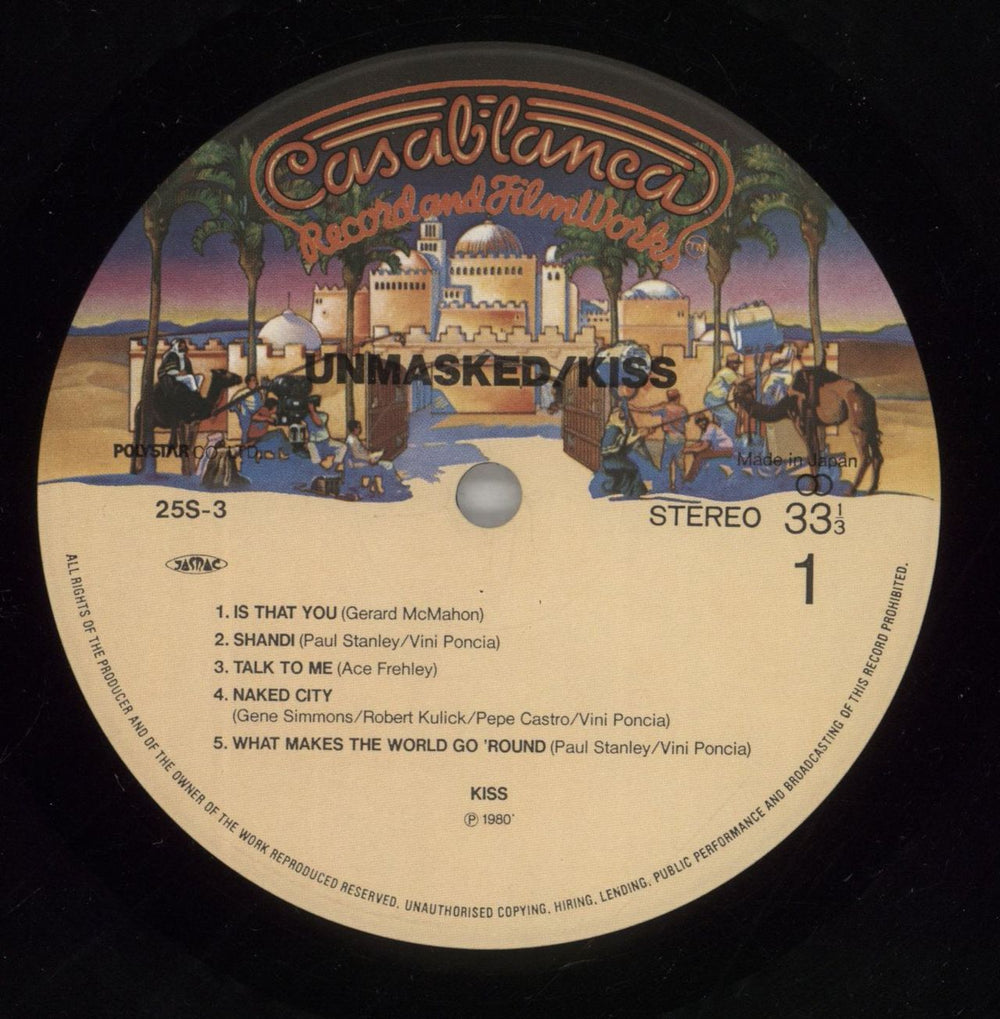 Casablanca
Record and FilmWorks TM
UNMASKED/KISS
POLYSTAR CO., LTD.
Made in Japan
25S-3
STEREO 33 1/3
JASRAC
1
1. IS THAT YOU (Gerard McMahon)
2. SHANDI (Paul Stanley/Vini Poncia)
3. TALK TO ME (Ace Frehley)
4. NAKED CITY
(Gene Simmons/Robert Kulick/Pepe Castro/Vini Poncia)
5. WHAT MAKES THE WORLD GO 'ROUND (Paul Stanley/Vini Poncia)
KISS
Ⓟ 1980
ALL RIGHTS OF THE PRODUCER AND OF THE OWNER OF THE WORK REPRODUCED RESERVED. UNAUTHORISED COPYING, HIRING, LENDING, PUBLIC PERFORMANCE AND BROADCASTING OF THIS RECORD PROHIBITED.